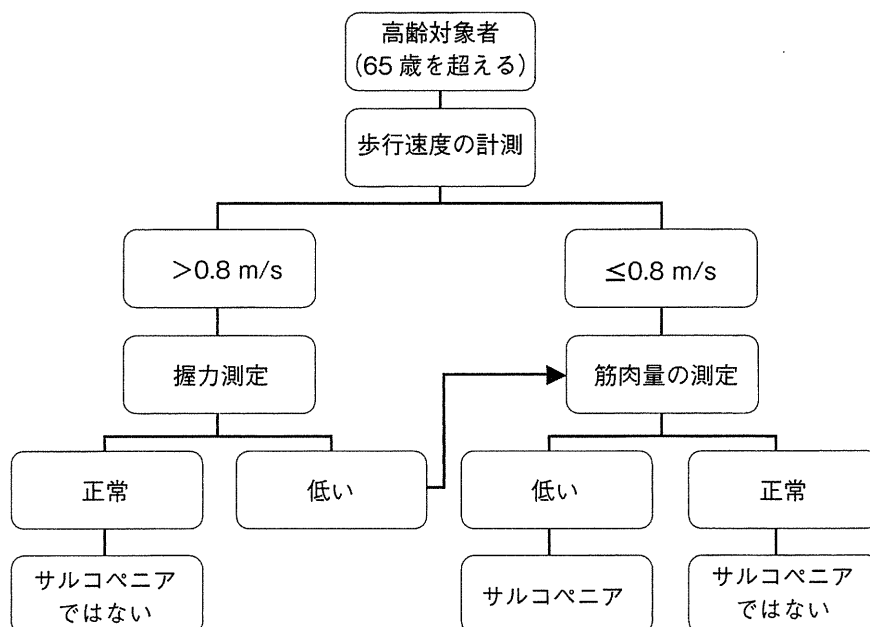 高齢対象者
(65 歳を超える)
歩行速度の計測
>0.8 m/s
≦0.8 m/s
握力測定
筋肉量の測定
正常
低い
低い
正常
サルコペニア
ではない
サルコペニア
サルコペニア
ではない